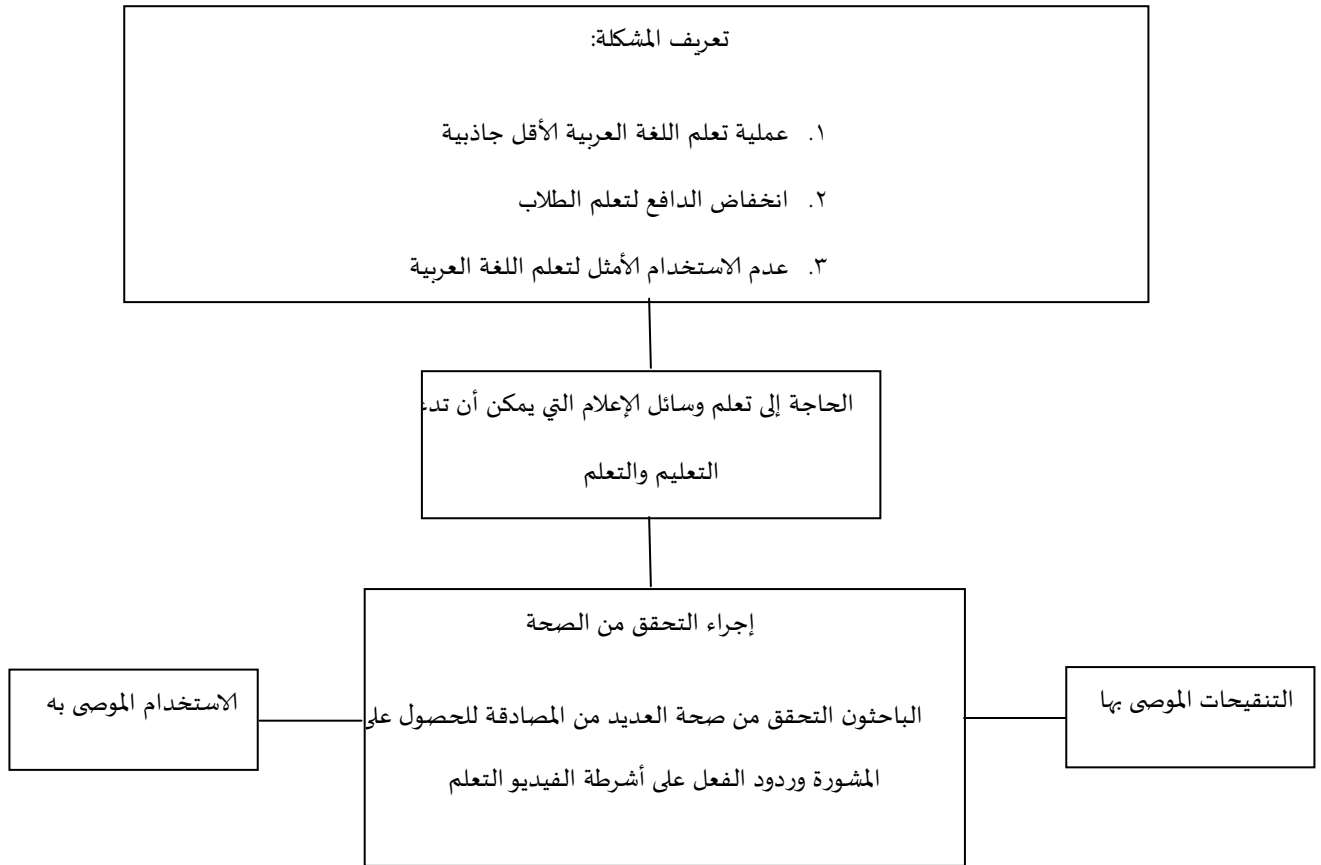 تعريف المشكلة:
١. عملية تعلم اللغة العربية الأقل جاذبية
٢. انخفاض الدافع لتعلم الطلاب
٣. عدم الاستخدام الأمثل لتعلم اللغة العربية
الحاجة إلى تعلم وسائل الإعلام التي يمكن أن
التعليم والتعلم
إجراء التحقق من الصحة
الباحثون التحقق من صحة العديد من المصادقة للحصول على
المشورة وردود الفعل على أشرطة الفيديو التعلم
التنقيحات الموصى بها
الاستخدام الموصى به